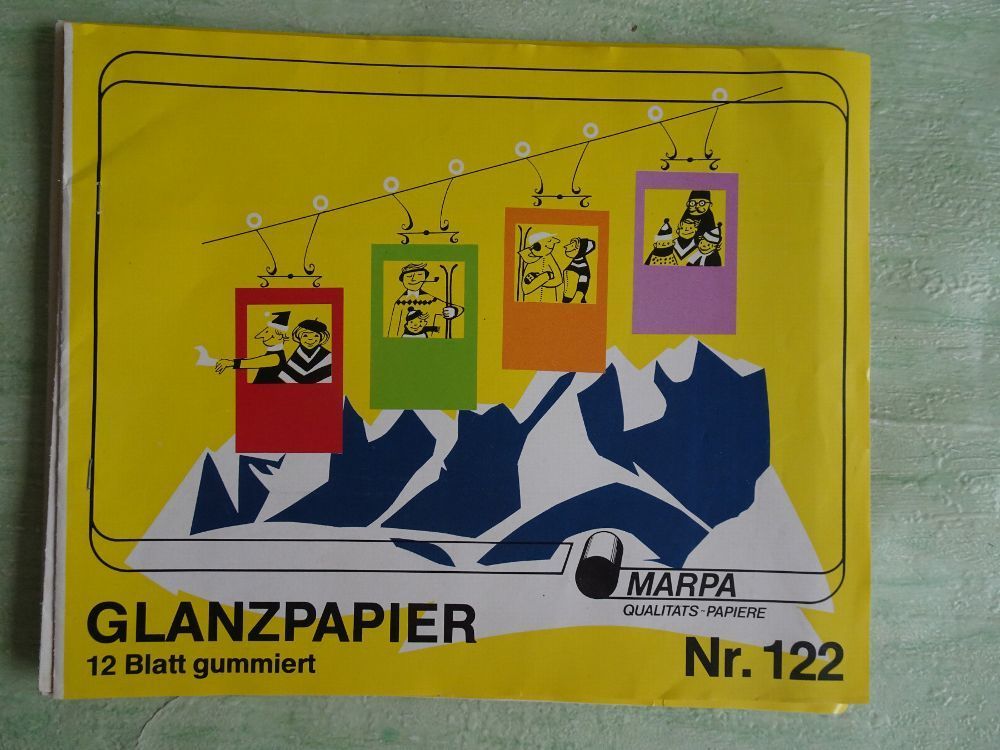 MARPA
QUALITATS-PAPIERE
GLANZPAPIER
12 Blatt gummiert
Nr. 122